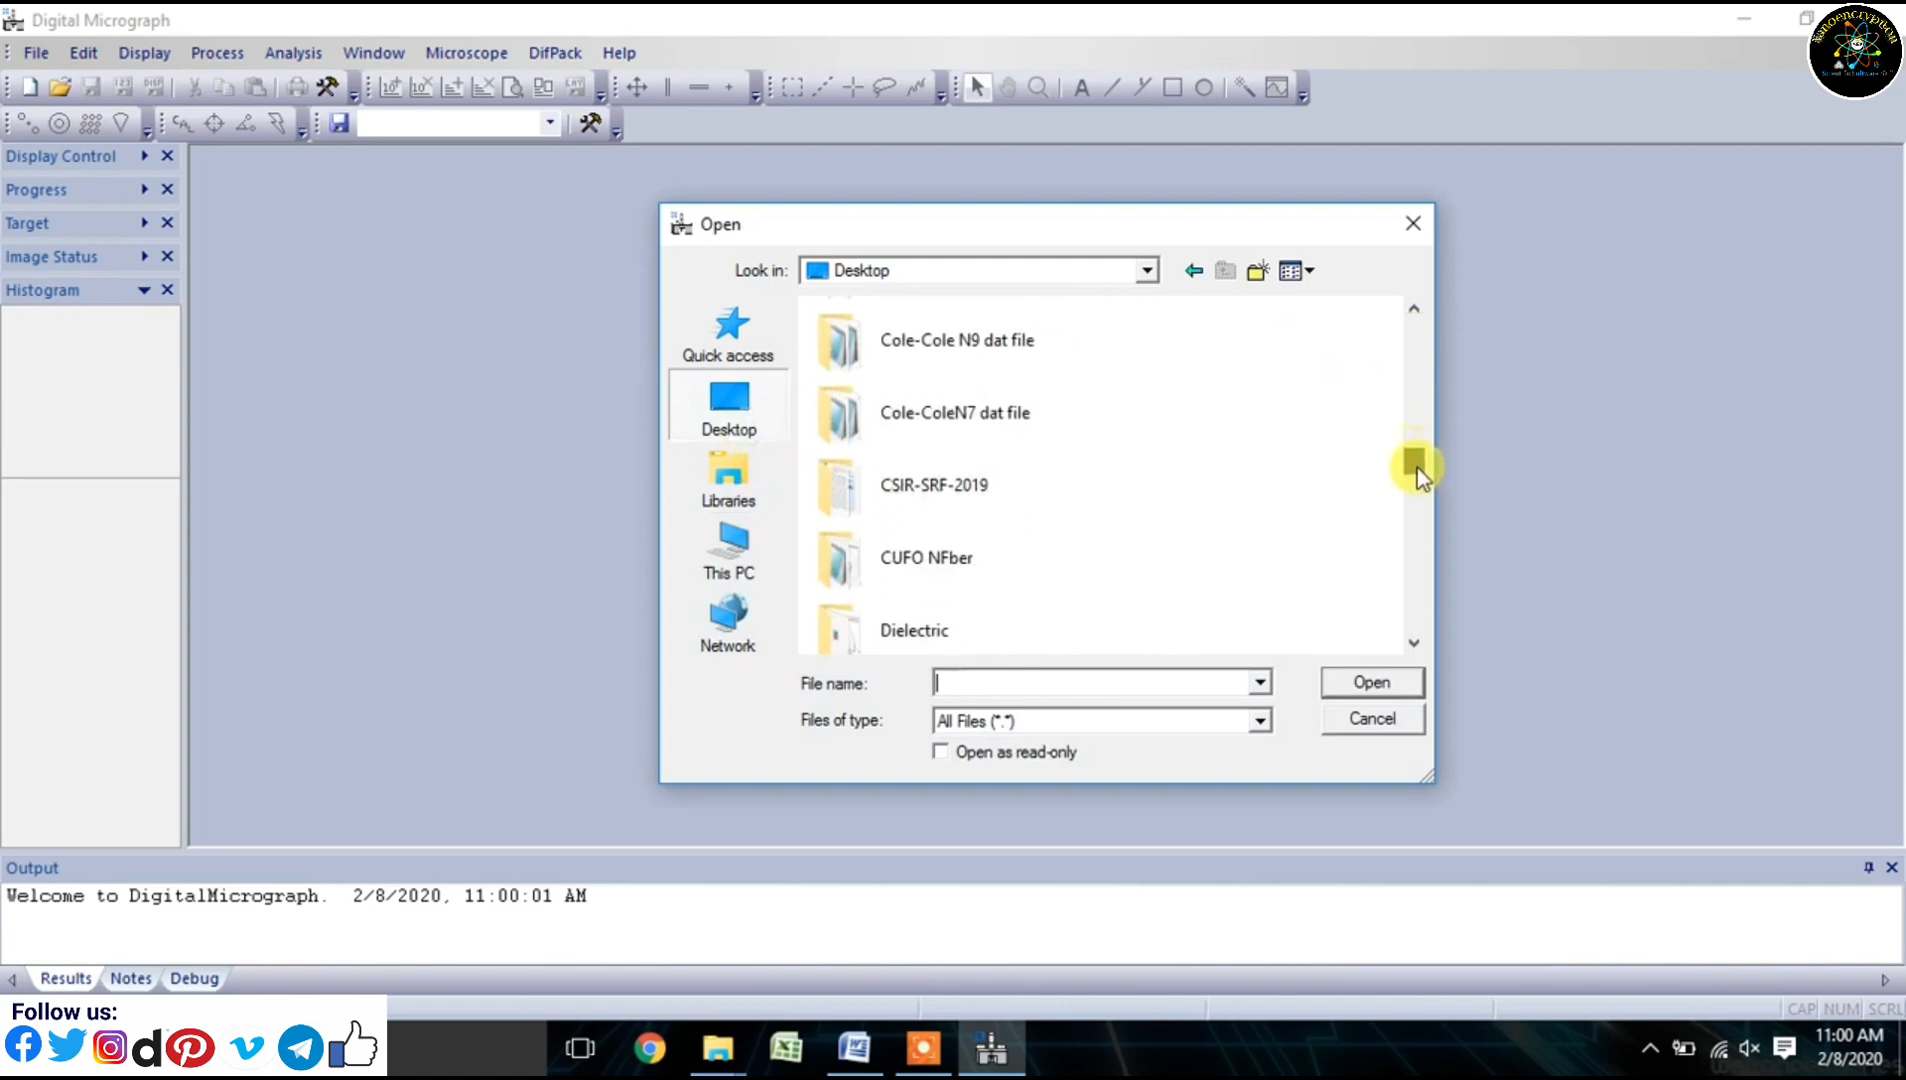 Digital Micrograph
nanoencryption
File Edit Display Process Analysis Window Microscope DifPack Help
Display Control
Progress
Target
Image Status
Histogram
Open
Look in: Desktop
Quick access
Desktop
Libraries
This PC
Network
Cole-Cole N9 dat file
Cole-ColeN7 dat file
CSIR-SRF-2019
CUFO NFber
Dielectric
File name: Open
Files of type: All Files (*.*) Cancel
Open as read-only
Output
Welcome to DigitalMicrograph. 2/8/2020, 11:00:01 AM
Results Notes Debug
Follow us:
CAP NUM SCRL
11:00 AM
2/8/2020